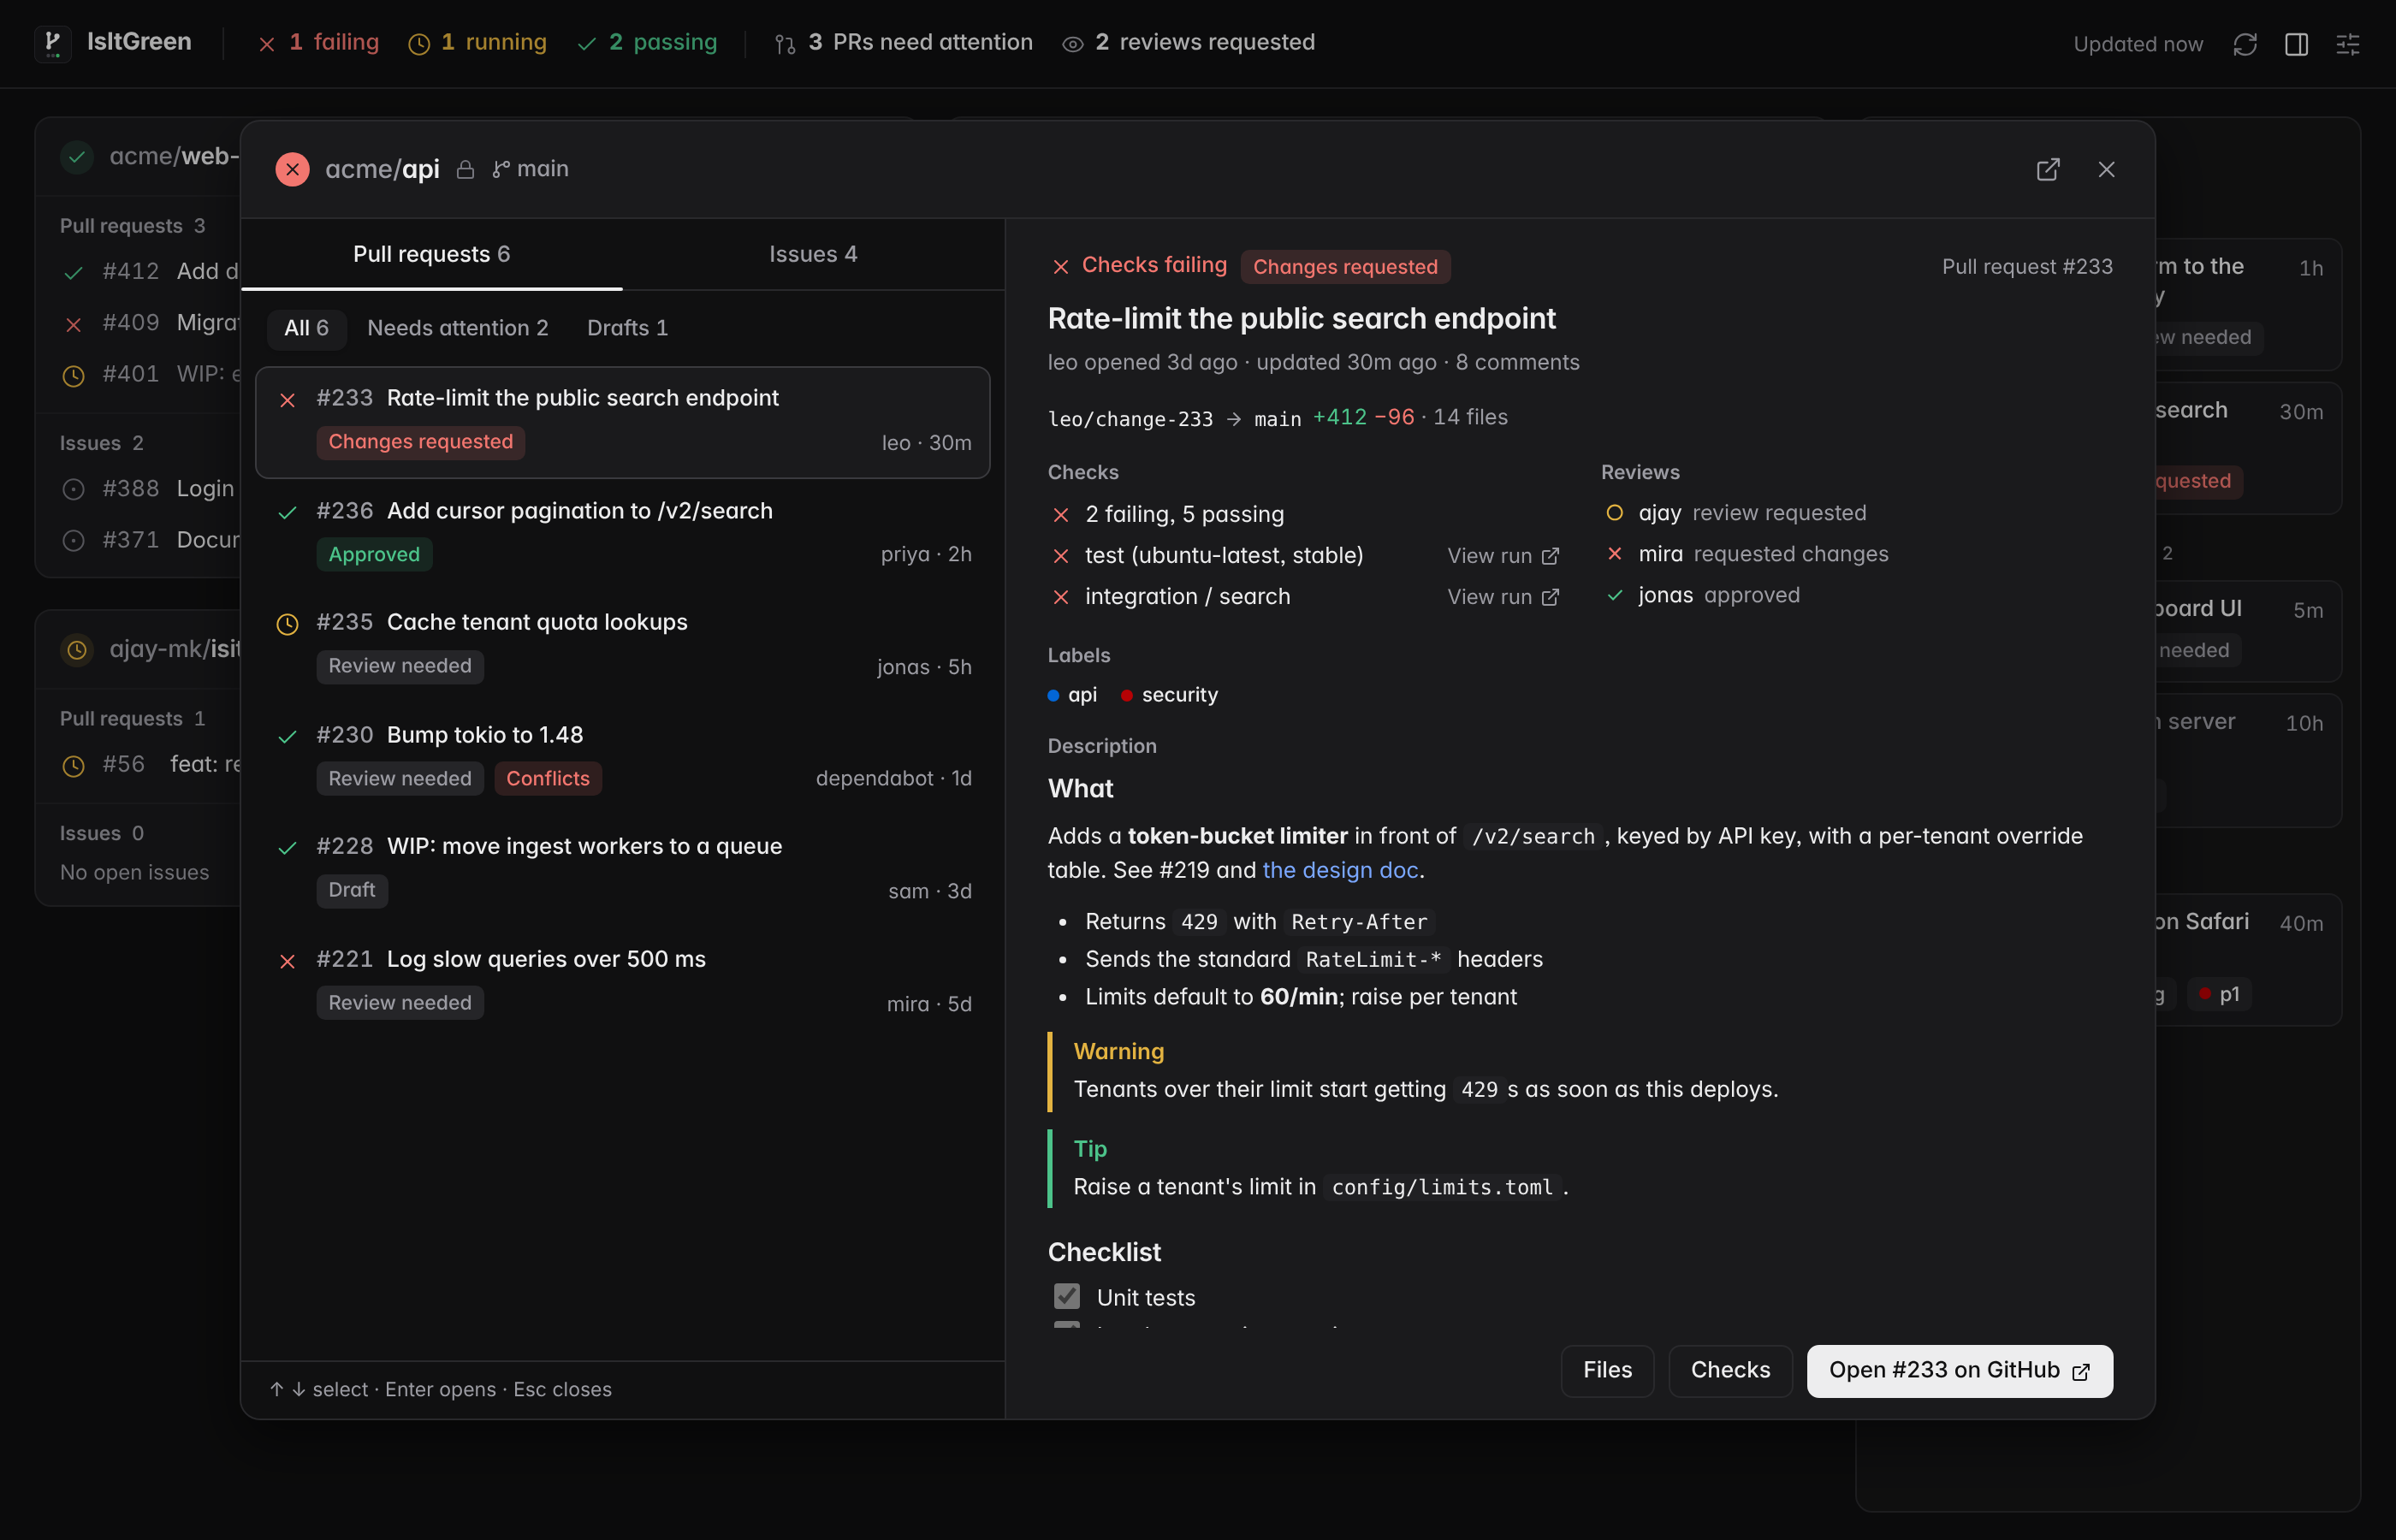 IsItGreen
1 failing
1 running
2 passing
3 PRs need attention
2 reviews requested
Updated now
acme/web-
Pull requests 3
#412 Add d
#409 Migrat
#401 WIP: e
Issues 2
#388 Login
#371 Docur
ajay-mk/isit
Pull requests 1
#56 feat: re
Issues 0
No open issues
acme/api main
Pull requests 6
Issues 4
All 6
Needs attention 2
Drafts 1
#233 Rate-limit the public search endpoint
Changes requested
leo · 30m
#236 Add cursor pagination to /v2/search
Approved
priya · 2h
#235 Cache tenant quota lookups
Review needed
jonas · 5h
#230 Bump tokio to 1.48
Review needed
Conflicts
dependabot · 1d
#228 WIP: move ingest workers to a queue
Draft
sam · 3d
#221 Log slow queries over 500 ms
Review needed
mira · 5d
↑ ↓ select · Enter opens · Esc closes
Checks failing
Changes requested
Pull request #233
Rate-limit the public search endpoint
leo opened 3d ago · updated 30m ago · 8 comments
leo/change-233 → main +412 −96 · 14 files
Checks
2 failing, 5 passing
test (ubuntu-latest, stable) View run
integration / search View run
Reviews
ajay review requested
mira requested changes
jonas approved
Labels
api
security
Description
What
Adds a token-bucket limiter in front of /v2/search, keyed by API key, with a per-tenant override
table. See #219 and the design doc.
• Returns 429 with Retry-After
• Sends the standard RateLimit-* headers
• Limits default to 60/min; raise per tenant
Warning
Tenants over their limit start getting 429s as soon as this deploys.
Tip
Raise a tenant's limit in config/limits.toml.
Checklist
Unit tests
Files
Checks
Open #233 on GitHub
m to the 1h
y
ew needed
search 30m
quested
2
board UI 5m
needed
server 10h
on Safari 40m
g
p1